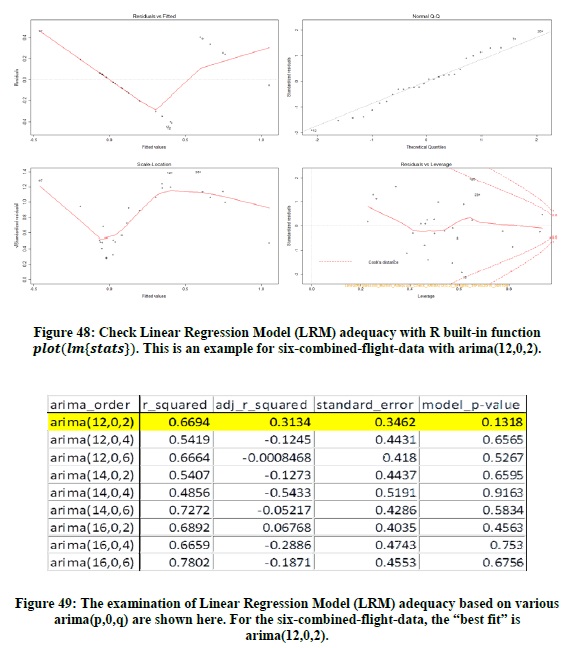 Residuals vs Fitted
Residuals
Fitted values
Normal Q-Q
Standardized residuals
Theoretical Quantiles
Scale-Location
Fitted values
Residuals vs Leverage
Standardized residuals
Cook's distance
Leverage
Figure 48: Check Linear Regression Model (LRM) adequacy with R built-in function
plot(lm{stats}). This is an example for six-combined-flight-data with arima(12,0,2).
arima_order r_squared adj_r_squared standard_error model_p-value
arima(12,0,2) 0.6694 0.3134 0.3462 0.1318
arima(12,0,4) 0.5419 -0.1245 0.4431 0.6565
arima(12,0,6) 0.6664 -0.0008468 0.418 0.5267
arima(14,0,2) 0.5407 -0.1273 0.4437 0.6595
arima(14,0,4) 0.4856 -0.5433 0.5191 0.9163
arima(14,0,6) 0.7272 -0.05217 0.4286 0.5834
arima(16,0,2) 0.6892 0.06768 0.4035 0.4563
arima(16,0,4) 0.6659 -0.2886 0.4743 0.753
arima(16,0,6) 0.7802 -0.1871 0.4553 0.6756
Figure 49: The examination of Linear Regression Model (LRM) adequacy based on various
arima(p,0,q) are shown here. For the six-combined-flight-data, the “best fit” is
arima(12,0,2).